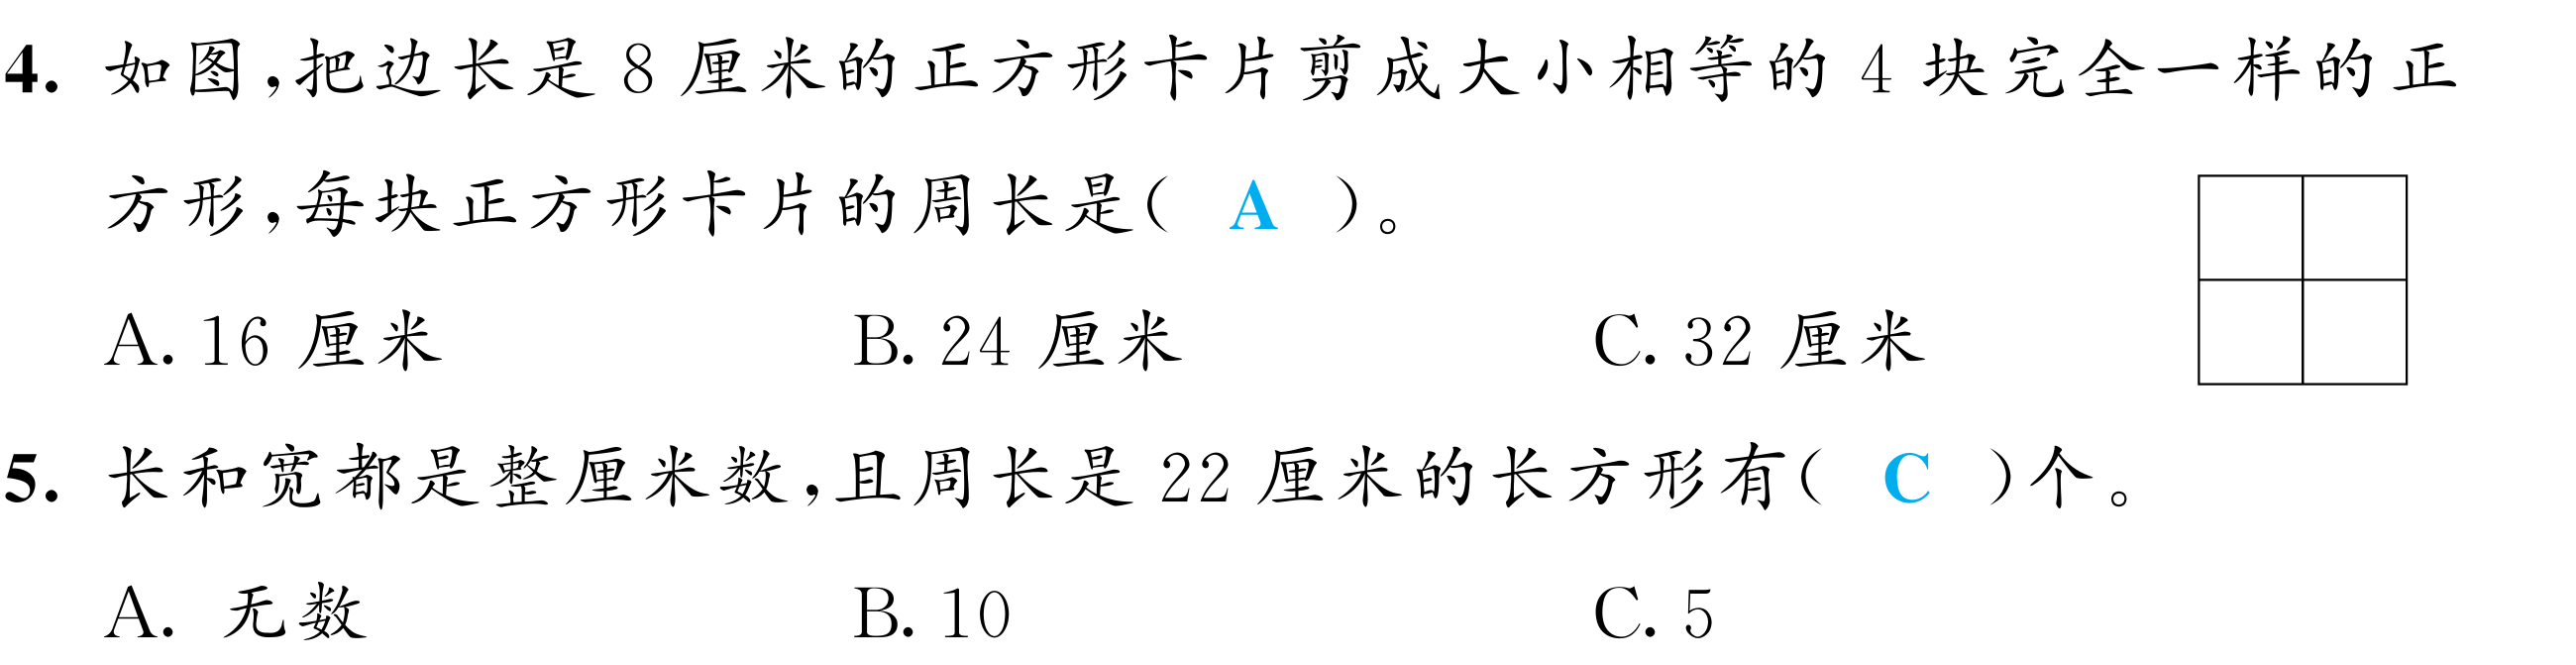 4. 如图,把边长是 8 厘米的正方形卡片剪成大小相等的 4 块完全一样的正
方形,每块正方形卡片的周长是( A )。
A. 16 厘米 B. 24 厘米 C. 32 厘米
5. 长和宽都是整厘米数,且周长是 22 厘米的长方形有( C )个。
A. 无数 B. 10 C. 5